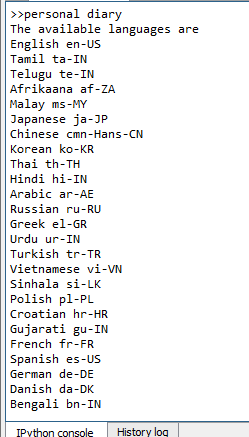 >>personal diary
The available languages are
English en-US
Tamil ta-IN
Telugu te-IN
Afrikaana af-ZA
Malay ms-MY
Japanese ja-JP
Chinese cmn-Hans-CN
Korean ko-KR
Thai th-TH
Hindi hi-IN
Arabic ar-AE
Russian ru-RU
Greek el-GR
Urdu ur-IN
Turkish tr-TR
Vietnamese vi-VN
Sinhala si-LK
Polish pl-PL
Croatian hr-HR
Gujarati gu-IN
French fr-FR
Spanish es-US
German de-DE
Danish da-DK
Bengali bn-IN
IPython console History log